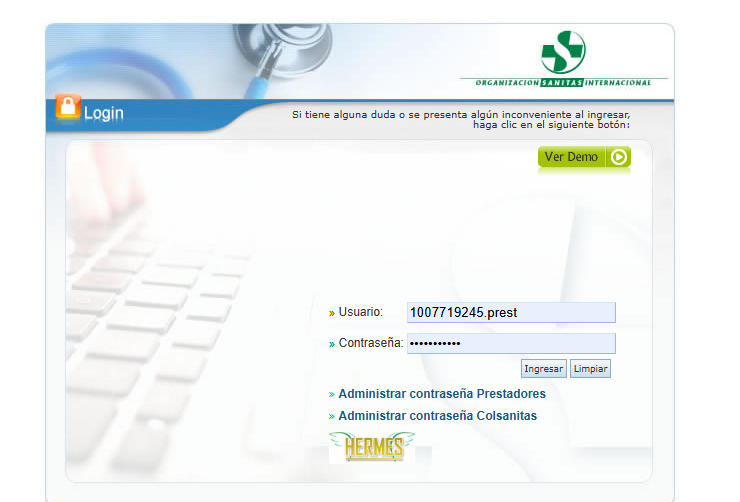 ORGANIZACION SANITAS INTERNACIONAL
Login
Si tiene alguna duda o se presenta algún inconveniente al ingresar,
haga clic en el siguiente botón:
Ver Demo
» Usuario: 1007719245.prest
» Contraseña: •••••••••••
Ingresar Limpiar
» Administrar contraseña Prestadores
» Administrar contraseña Colsanitas
HERMES